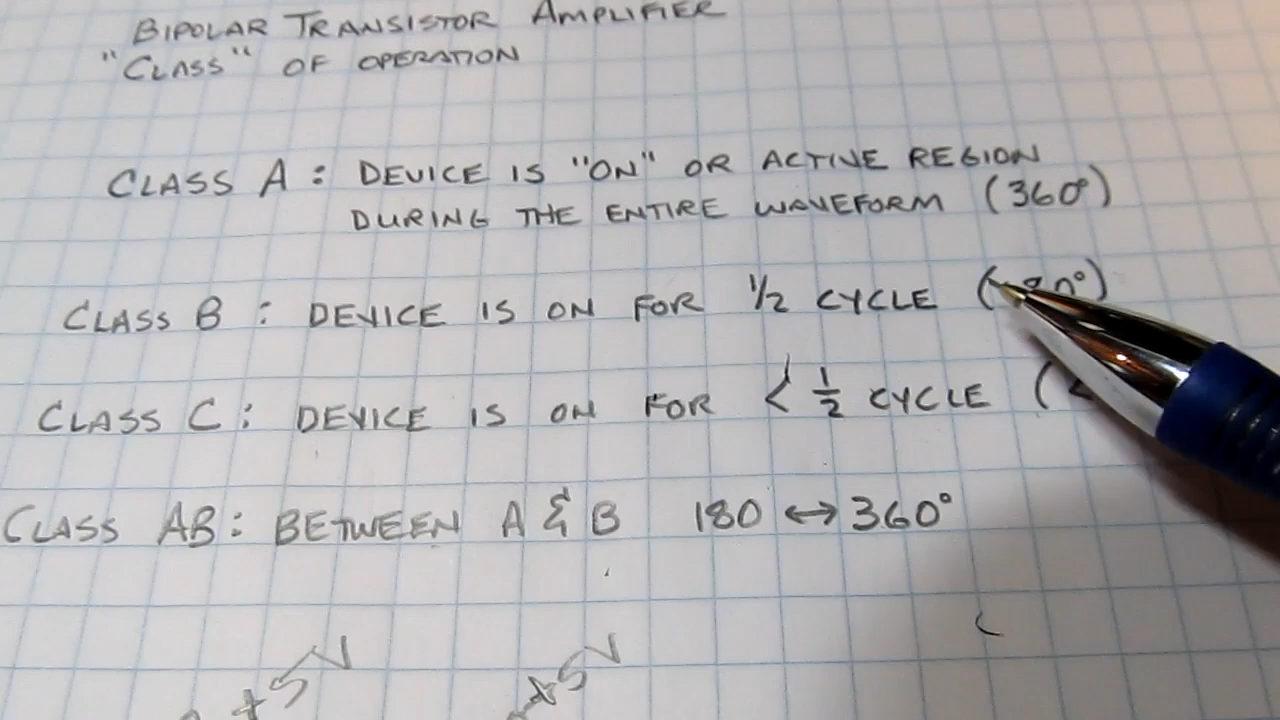 BIPOLAR TRANSISTOR AMPLIFIER
"CLASS" OF OPERATION
CLASS A : DEVICE IS "ON" OR ACTIVE REGION
DURING THE ENTIRE WAVEFORM (360°)
CLASS B : DEVICE IS ON FOR 1/2 CYCLE
CLASS C : DEVICE IS ON FOR < 1/2 CYCLE (<
CLASS AB : BETWEEN A & B 180 ↔ 360°
+5V +5V